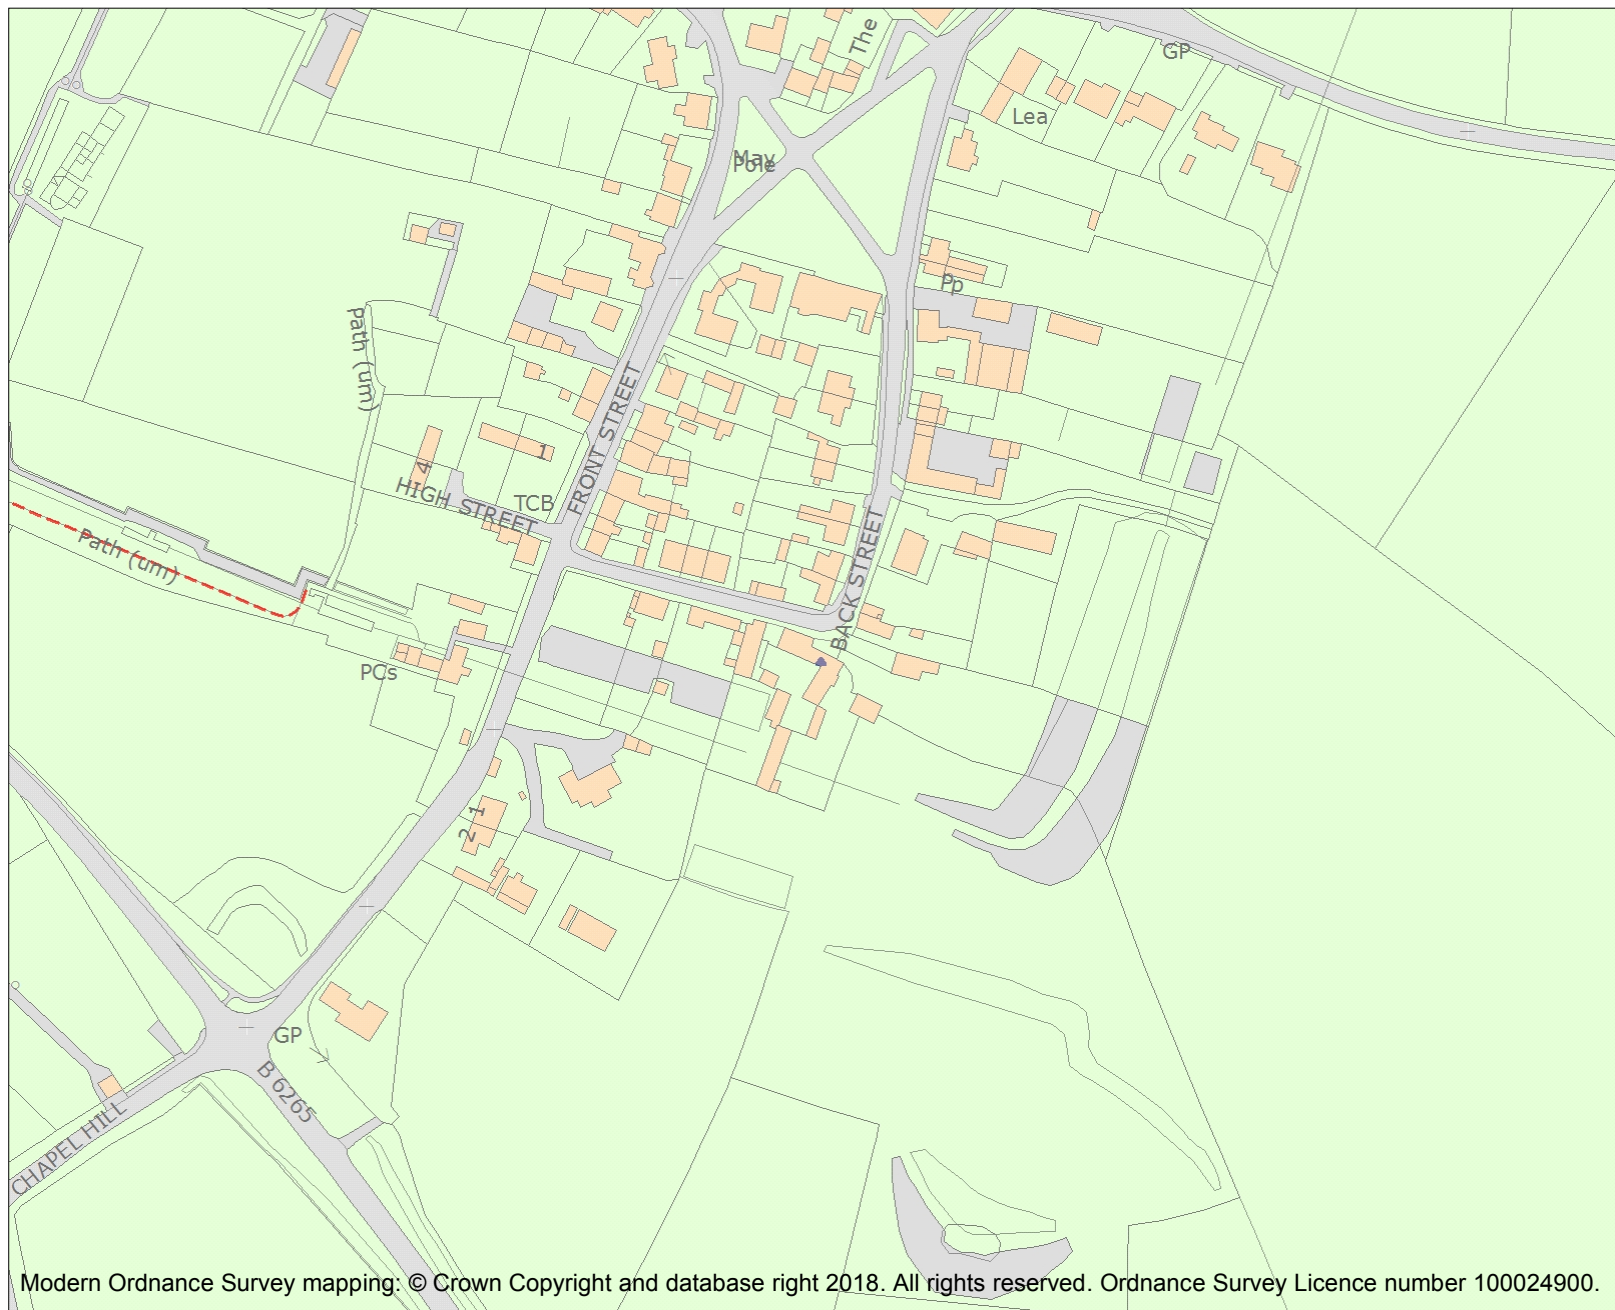 The
GP
Lea
May
Pole
Pp
Path (um)
FRONT STREET
1
4
HIGH STREET
TCB
Path (um)
BACK STREET
PCs
1
2
GP
B 6265
CHAPEL HILL
Modern Ordnance Survey mapping: © Crown Copyright and database right 2018. All rights reserved. Ordnance Survey Licence number 100024900.